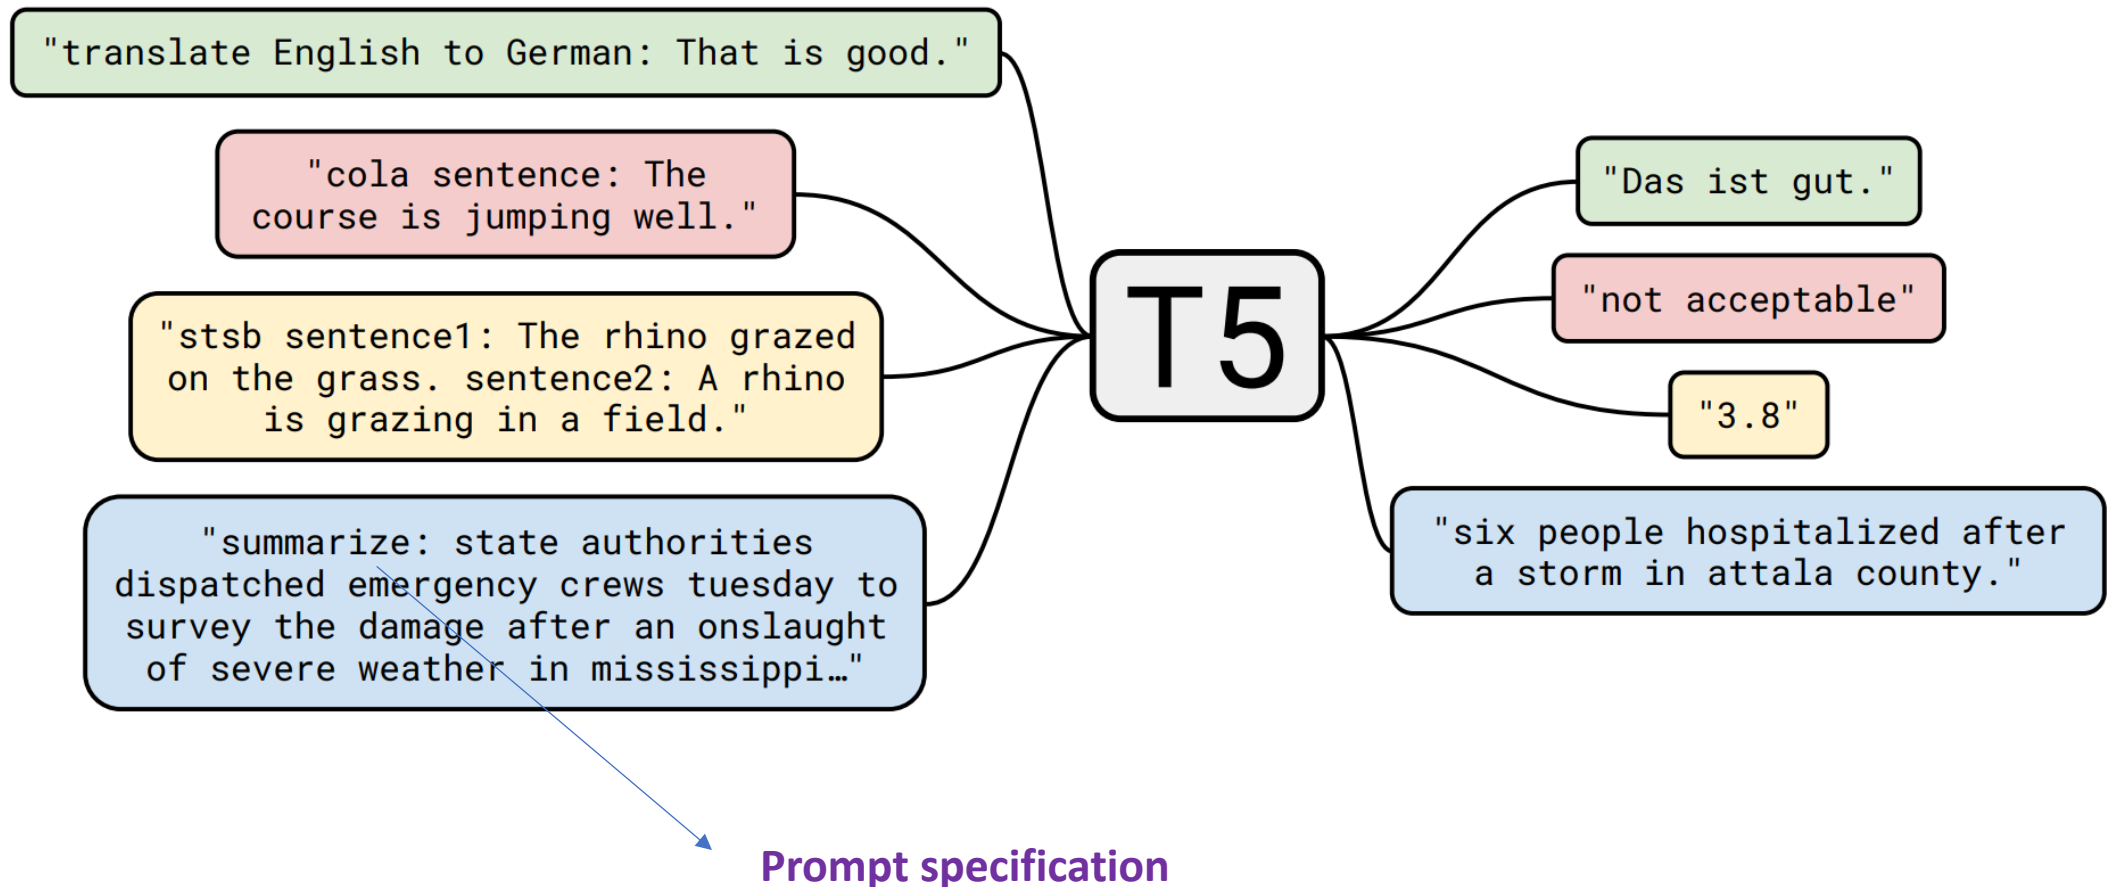 "translate English to German: That is good."
"cola sentence: The
course is jumping well."
"stsb sentence1: The rhino grazed
on the grass. sentence2: A rhino
is grazing in a field."
"summarize: state authorities
dispatched emergency crews tuesday to
survey the damage after an onslaught
of severe weather in mississippi…"
T5
"Das ist gut."
"not acceptable"
"3.8"
"six people hospitalized after
a storm in attala county."
Prompt specification